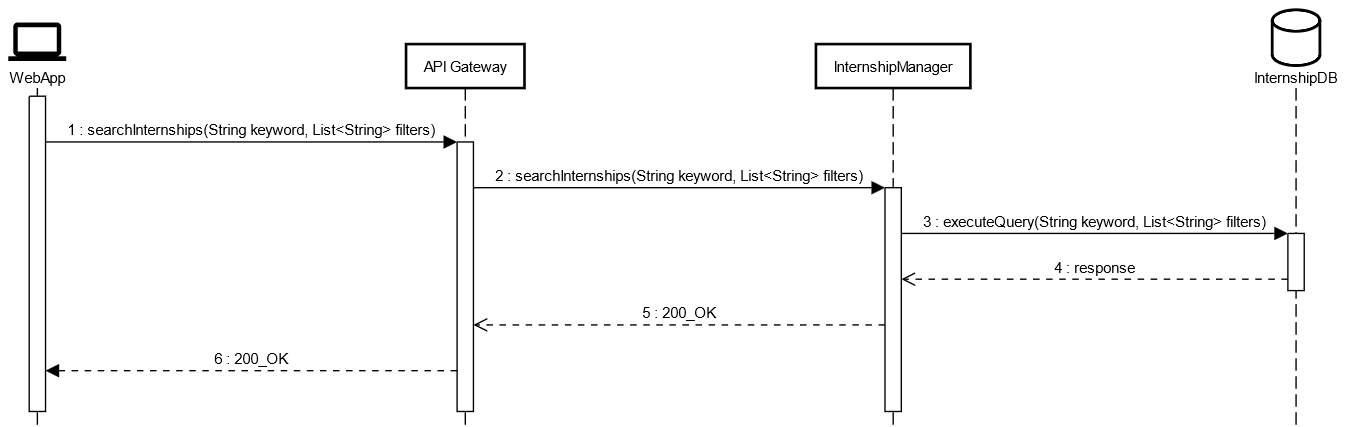 WebApp
API Gateway
InternshipManager
InternshipDB
1 : searchInternships(String keyword, List<String> filters)
2 : searchInternships(String keyword, List<String> filters)
3 : executeQuery(String keyword, List<String> filters)
4 : response
5 : 200_OK
6 : 200_OK